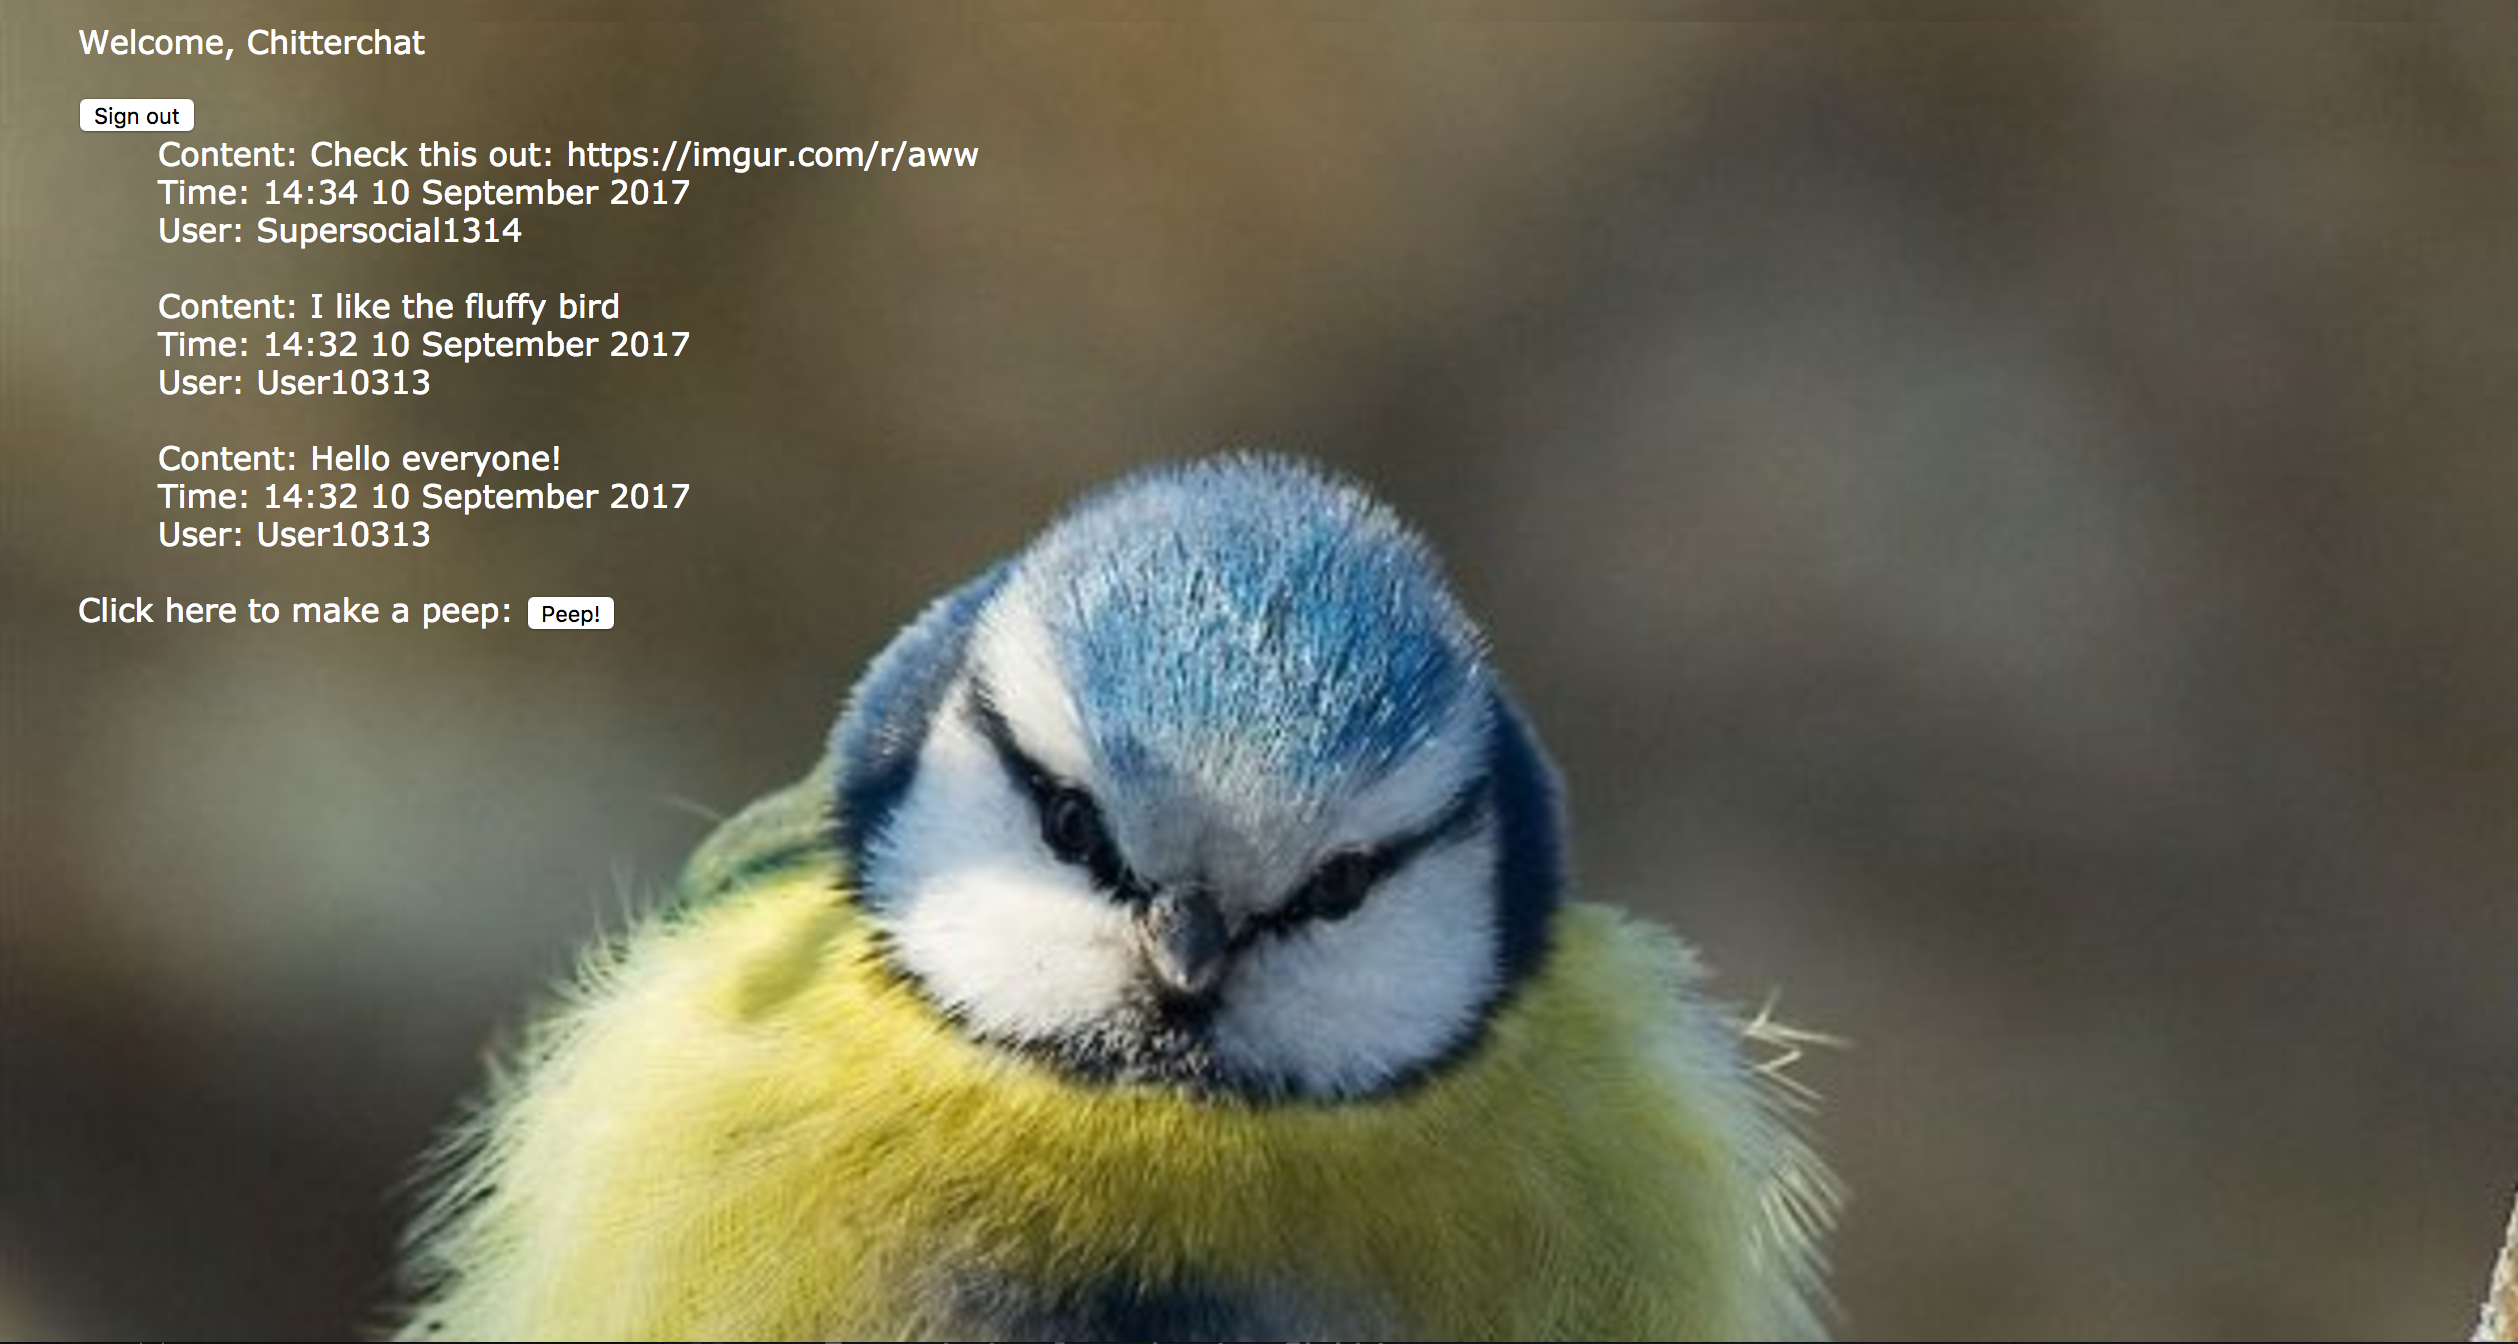 Welcome, Chitterchat
Sign out
Content: Check this out: https://imgur.com/r/aww
Time: 14:34 10 September 2017
User: Supersocial1314
Content: I like the fluffy bird
Time: 14:32 10 September 2017
User: User10313
Content: Hello everyone!
Time: 14:32 10 September 2017
User: User10313
Click here to make a peep: Peep!